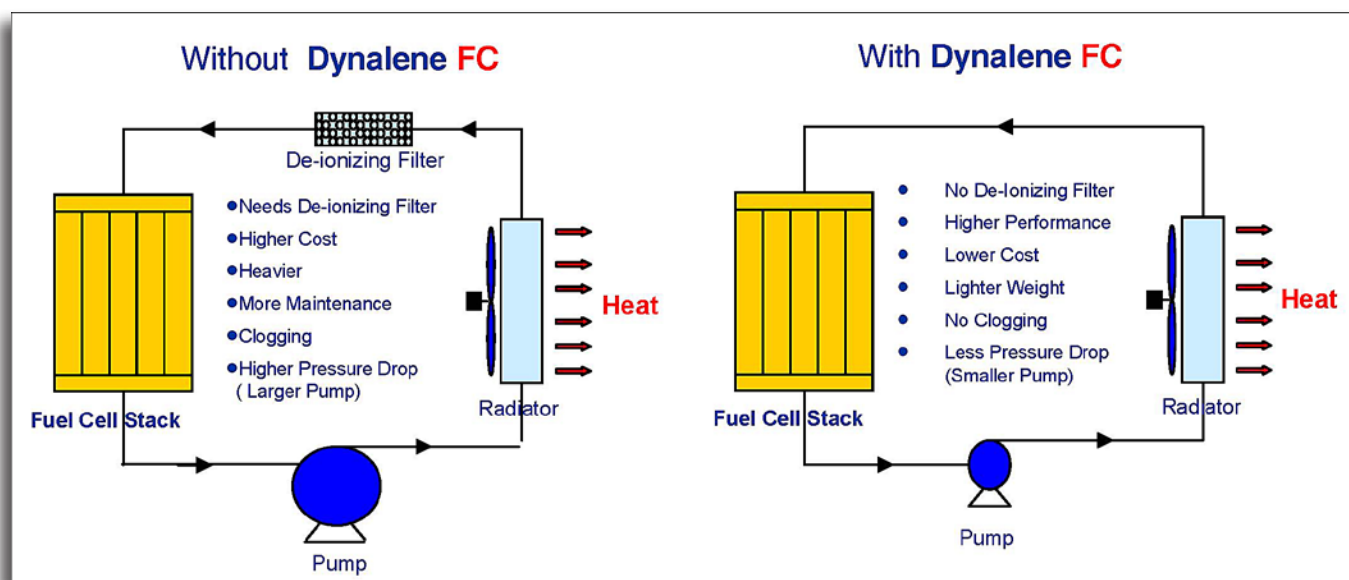 Without Dynalene FC
De-ionizing Filter
Needs De-ionizing Filter
Higher Cost
Heavier
More Maintenance
Clogging
Higher Pressure Drop
( Larger Pump)
Heat
Radiator
Fuel Cell Stack
Pump
With Dynalene FC
No De-Ionizing Filter
Higher Performance
Lower Cost
Lighter Weight
No Clogging
Less Pressure Drop
(Smaller Pump)
Heat
Radiator
Fuel Cell Stack
Pump